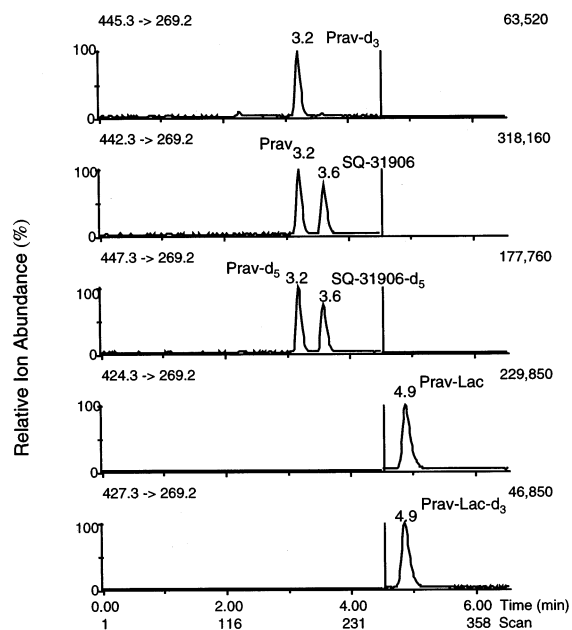 445.3 -> 269.2 63,520
3.2 Prav-d3
100
0
442.3 -> 269.2 318,160
Prav
3.2 SQ-31906
3.6
100
0
447.3 -> 269.2 177,760
Prav-d5 3.2 SQ-31906-d5
3.6
100
0
424.3 -> 269.2 229,850
4.9 Prav-Lac
100
0
427.3 -> 269.2 46,850
4.9 Prav-Lac-d3
100
0
0.00 2.00 4.00 6.00 Time (min)
1 116 231 358 Scan
Relative Ion Abundance (%)